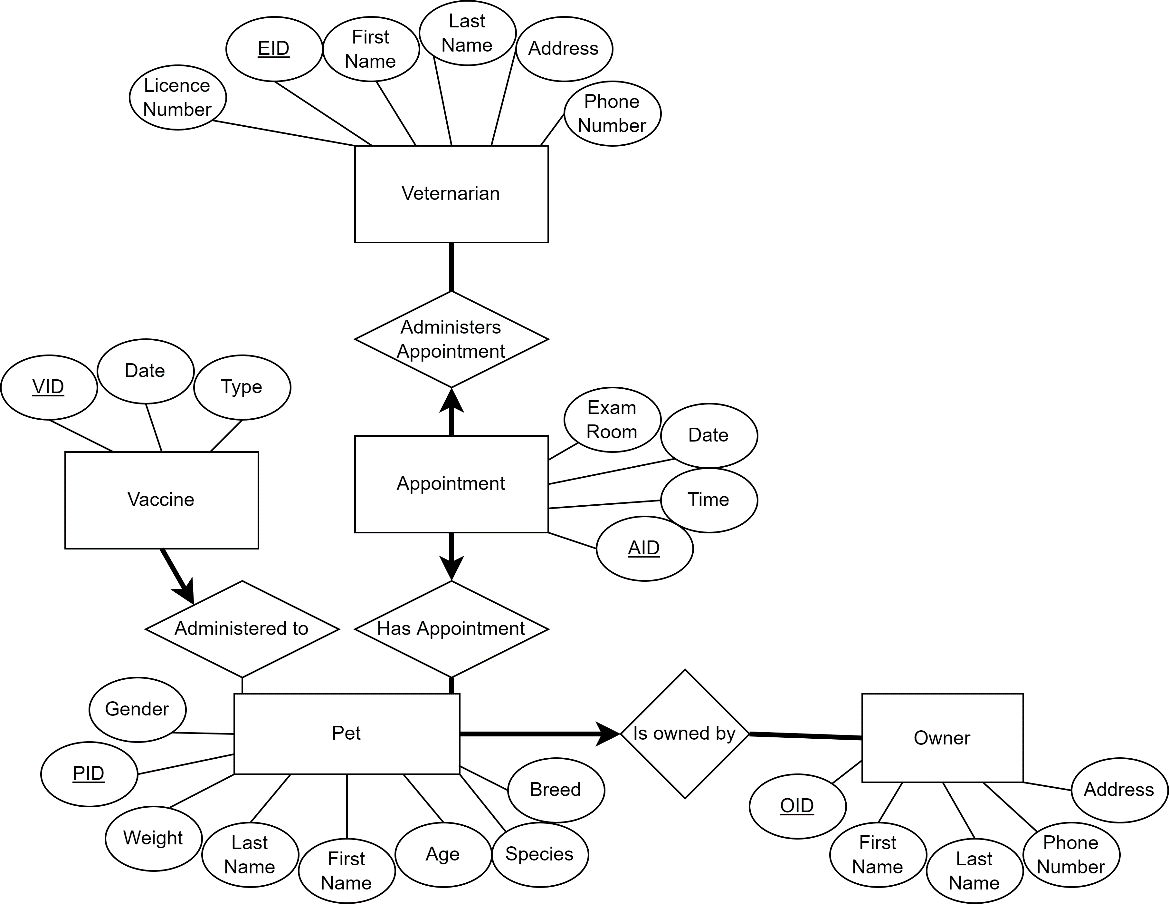 Licence
Number
EID
First
Name
Last
Name
Address
Phone
Number
Veternarian
Administers
Appointment
VID
Date
Type
Vaccine
Exam
Room
Date
Time
AID
Appointment
Administered to
Has Appointment
Gender
PID
Weight
Last
Name
First
Name
Age
Species
Breed
Pet
Is owned by
Owner
OID
First
Name
Last
Name
Phone
Number
Address